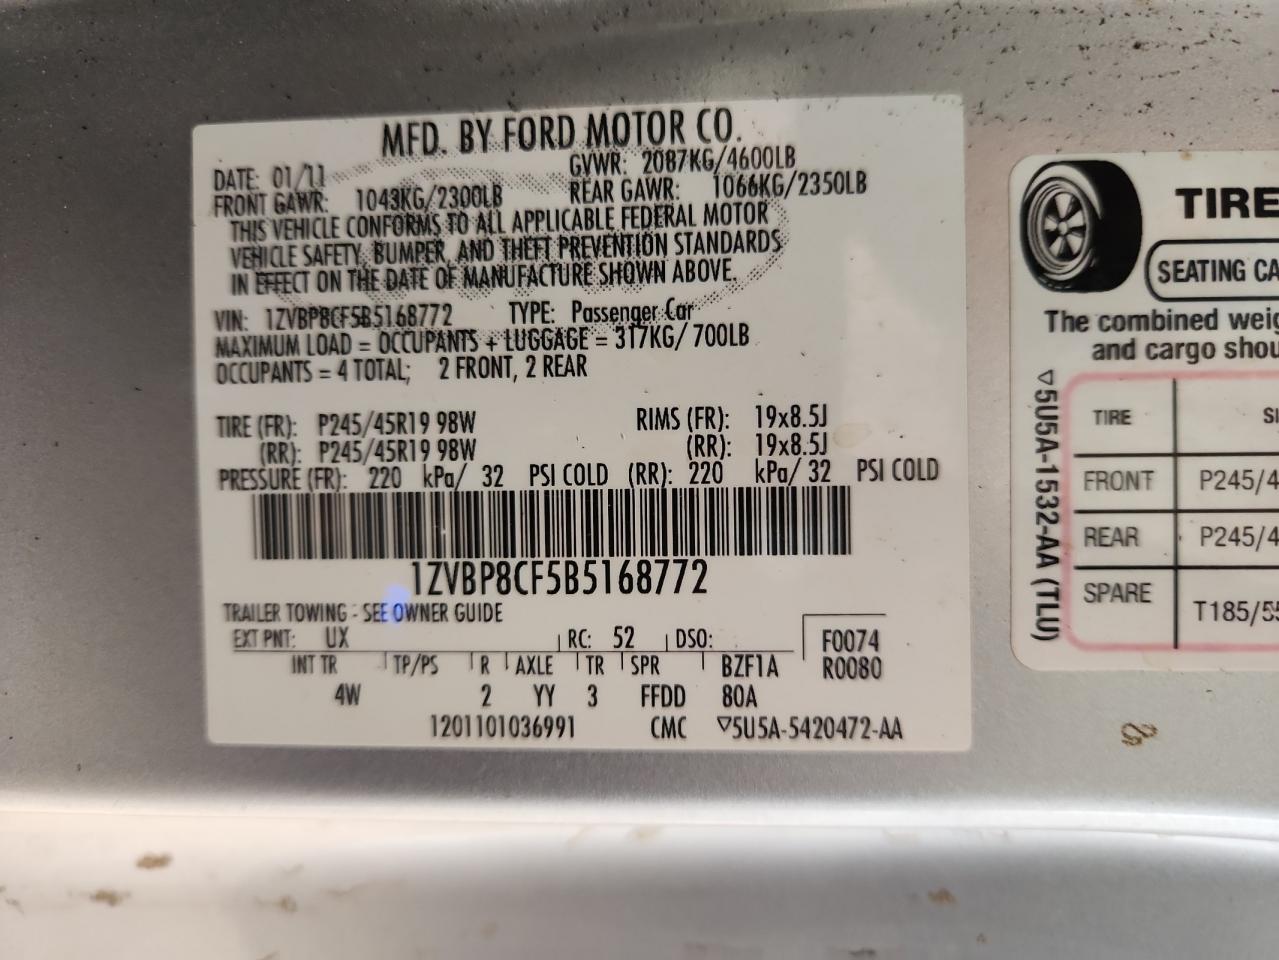 MFD. BY FORD MOTOR CO.
DATE: 01/11 GVWR: 2087KG/4600LB
FRONT GAWR: 1043KG/2300LB REAR GAWR: 1066KG/2350LB
THIS VEHICLE CONFORMS TO ALL APPLICABLE FEDERAL MOTOR
VEHICLE SAFETY, BUMPER, AND THEFT PREVENTION STANDARDS
IN EFFECT ON THE DATE OF MANUFACTURE SHOWN ABOVE.
VIN: 1ZVBP8CF5B5168772 TYPE: Passenger Car
MAXIMUM LOAD = OCCUPANTS + LUGGAGE = 317KG/ 700LB
OCCUPANTS = 4 TOTAL; 2 FRONT, 2 REAR
TIRE (FR): P245/45R19 98W RIMS (FR): 19x8.5J
(RR): P245/45R19 98W (RR): 19x8.5J
PRESSURE (FR): 220 kPa/ 32 PSI COLD (RR): 220 kPa/ 32 PSI COLD
1ZVBP8CF5B5168772
TRAILER TOWING - SEE OWNER GUIDE
EXT PNT: UX RC: 52 DSO: F0074
INT TR TP/PS R AXLE TR SPR BZF1A R0080
4W 2 YY 3 FFDD 80A
1201101036991 CMC ▽5U5A-5420472-AA
TIRE
SEATING CA
The combined weig
and cargo shou
TIRE SI
FRONT P245/4
REAR P245/4
SPARE T185/55
▽5U5A-1532-AA (TLU)